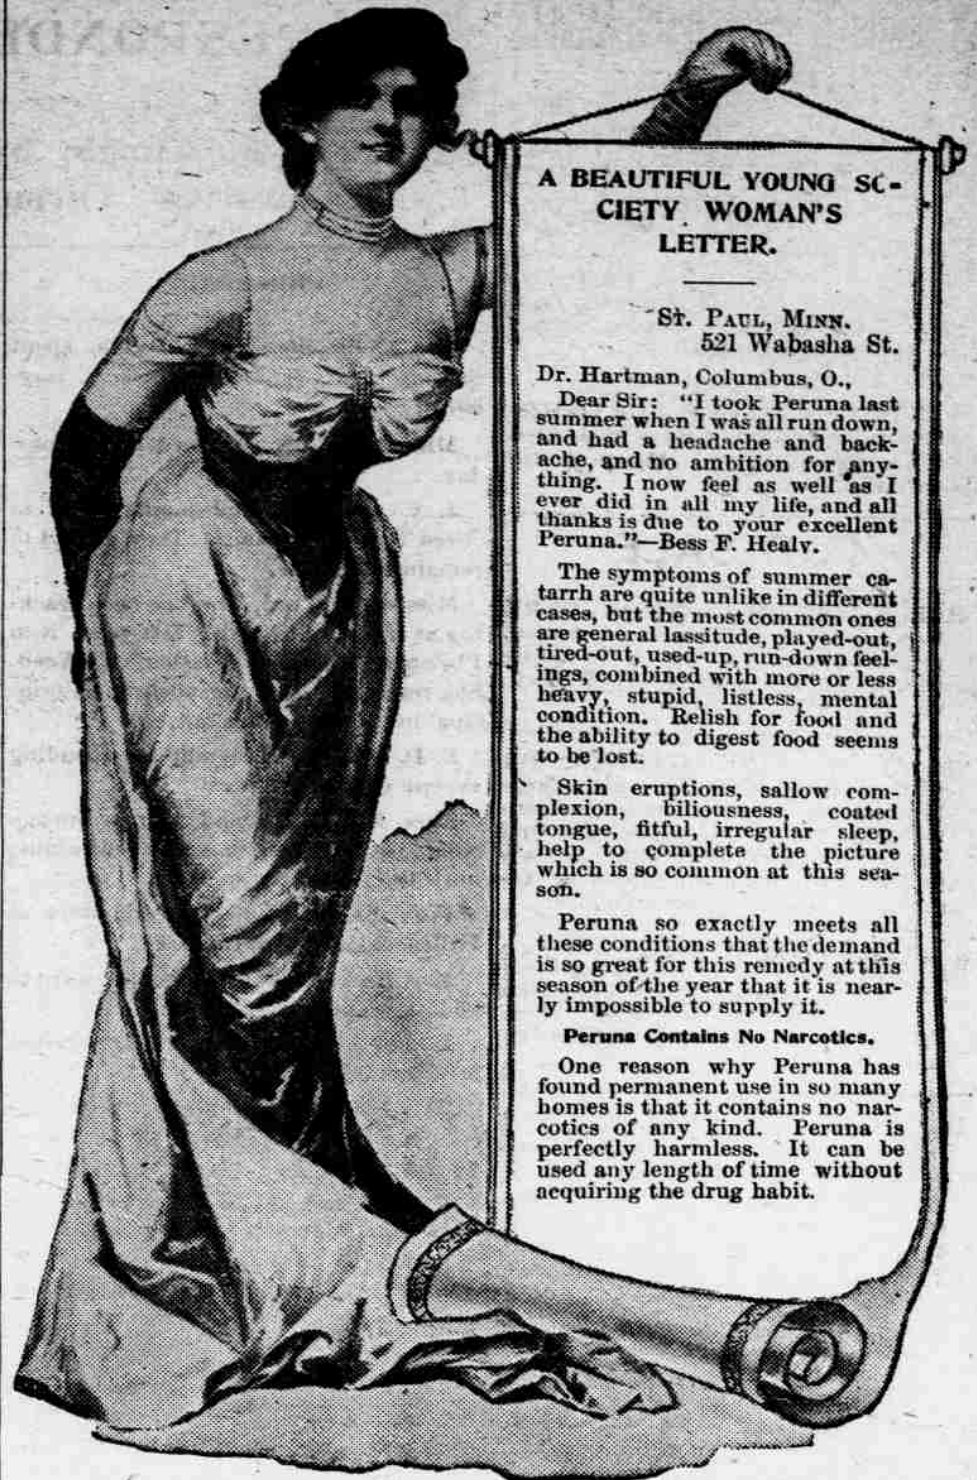 A BEAUTIFUL YOUNG SO-
CIETY WOMAN'S
LETTER.
St. Paul, Minn.
521 Wabasha St.
Dr. Hartman, Columbus, O.,
Dear Sir: "I took Peruna last
summer when I was all run down,
and had a headache and back-
ache, and no ambition for any-
thing. I now feel as well as I
ever did in all my life, and all
thanks is due to your excellent
Peruna."—Bess F. Healy.
The symptoms of summer ca-
tarrh are quite unlike in different
cases, but the most common ones
are general lassitude, played-out,
tired-out, used-up, run-down feel-
ings, combined with more or less
heavy, stupid, listless, mental
condition. Relish for food and
the ability to digest food seems
to be lost.
Skin eruptions, sallow com-
plexion, biliousness, coated
tongue, fitful, irregular sleep,
help to complete the picture
which is so common at this sea-
son.
Peruna so exactly meets all
these conditions that the demand
is so great for this remedy at this
season of the year that it is near-
ly impossible to supply it.
Peruna Contains No Narcotics.
One reason why Peruna has
found permanent use in so many
homes is that it contains no nar-
cotics of any kind. Peruna is
perfectly harmless. It can be
used any length of time without
acquiring the drug habit.